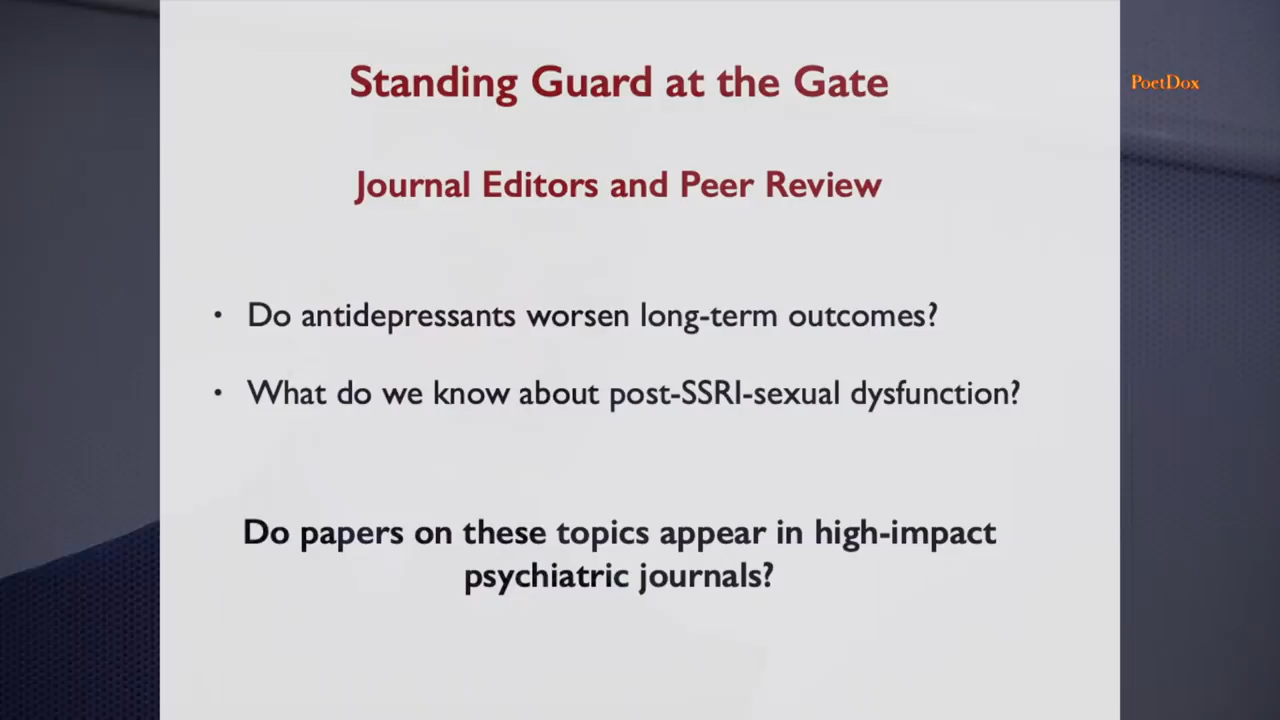 Standing Guard at the Gate
PoetDox
Journal Editors and Peer Review
• Do antidepressants worsen long-term outcomes?
• What do we know about post-SSRI-sexual dysfunction?
Do papers on these topics appear in high-impact
psychiatric journals?